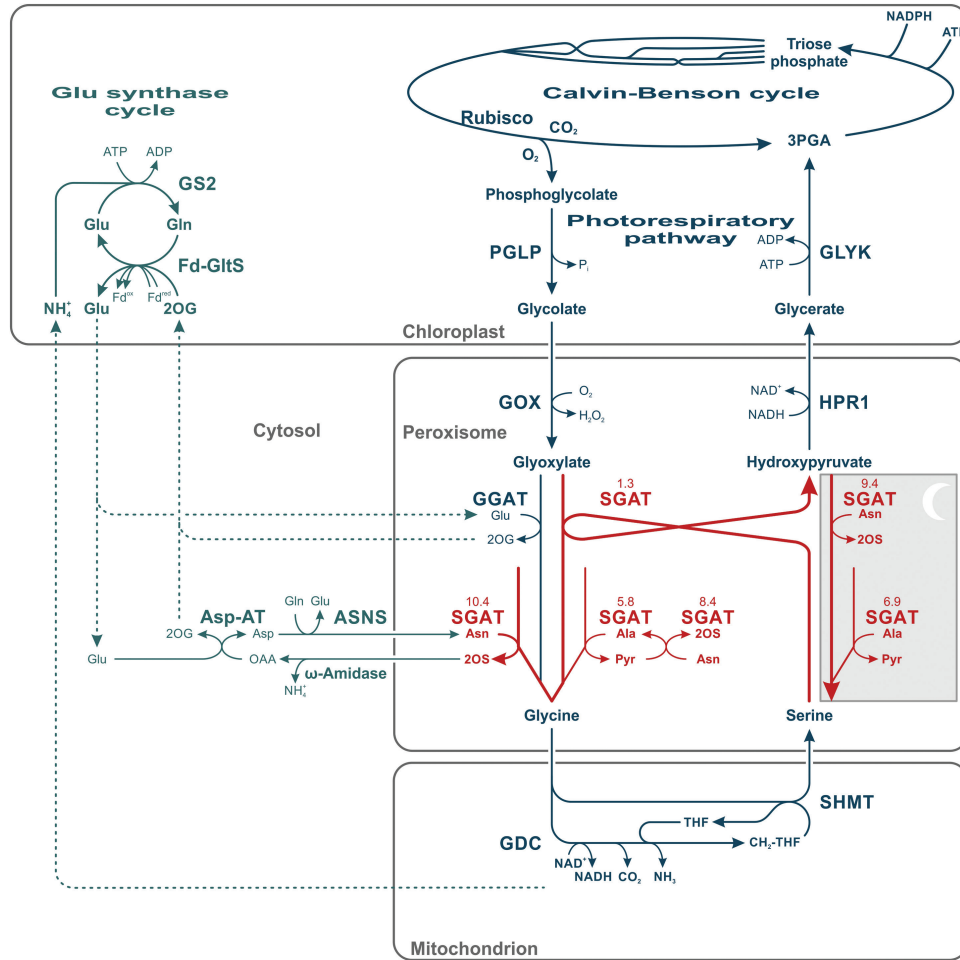 NADPH
Triose
phosphate
Glu synthase
cycle
Calvin-Benson cycle
Rubisco
CO₂
O₂
3PGA
ATP
ADP
GS2
Phosphoglycolate
Glu
Gln
Photorespiratory
pathway
PGLP
Pᵢ
ADP
ATP
GLYK
Fd-GltS
Fdᵒˣ
Fdʳᵉᵈ
NH₄⁺
Glu
2OG
Glycolate
Glycerate
Chloroplast
GOX
O₂
H₂O₂
NAD⁺
NADH
HPR1
Cytosol
Peroxisome
Glyoxylate
Hydroxypyruvate
GGAT
Glu
2OG
1.3
SGAT
9.4
SGAT
Asn
2OS
Asp-AT
2OG
Asp
Glu
OAA
Gln
Glu
ASNS
ω-Amidase
NH₄⁺
10.4
SGAT
Asn
2OS
5.8
SGAT
Ala
Pyr
8.4
SGAT
2OS
Asn
6.9
SGAT
Ala
Pyr
Glycine
Serine
SHMT
THF
GDC
CH₂-THF
NAD⁺
NADH
CO₂
NH₃
Mitochondrion